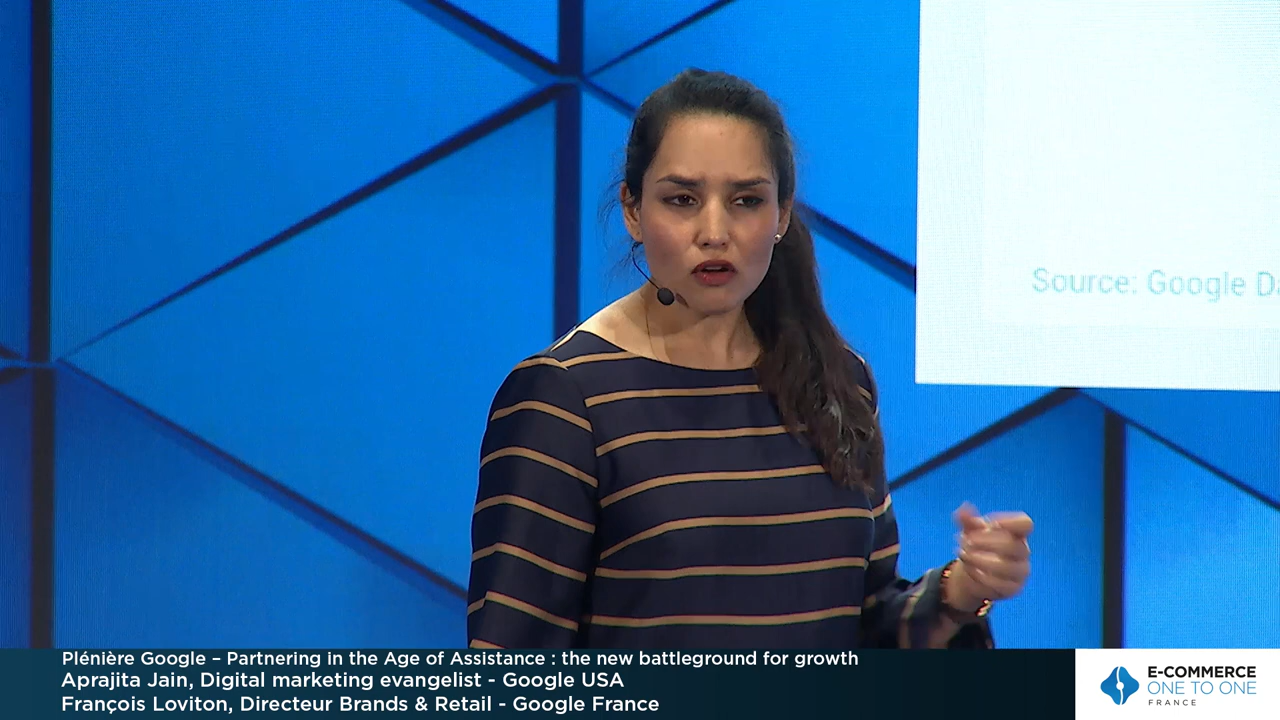 Source: Google
Plénière Google – Partnering in the Age of Assistance : the new battleground for growth
Aprajita Jain, Digital marketing evangelist - Google USA
François Loviton, Directeur Brands & Retail - Google France
E-COMMERCE
ONE TO ONE
FRANCE